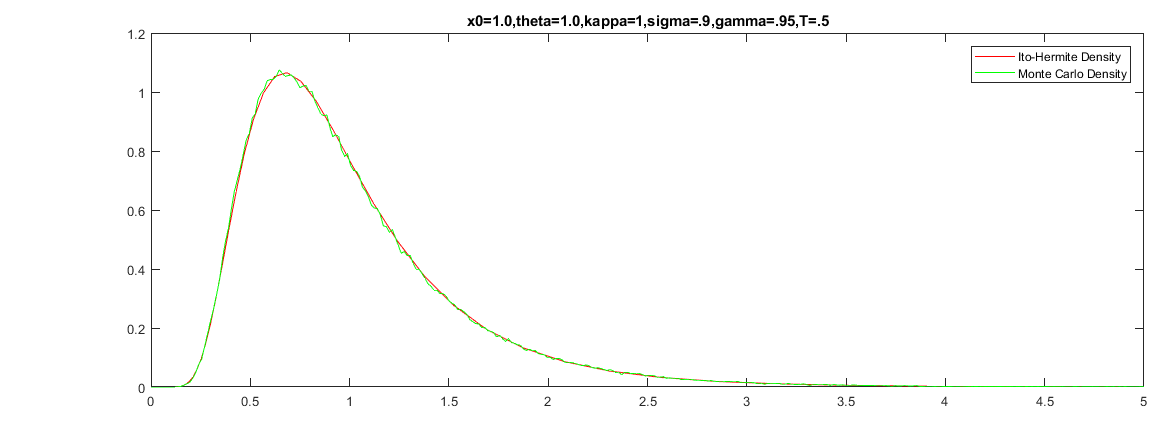 x0=1.0,theta=1.0,kappa=1,sigma=.9,gamma=.95,T=.5
Ito-Hermite Density
Monte Carlo Density
1.2
1
0.8
0.6
0.4
0.2
0
0 0.5 1 1.5 2 2.5 3 3.5 4 4.5 5